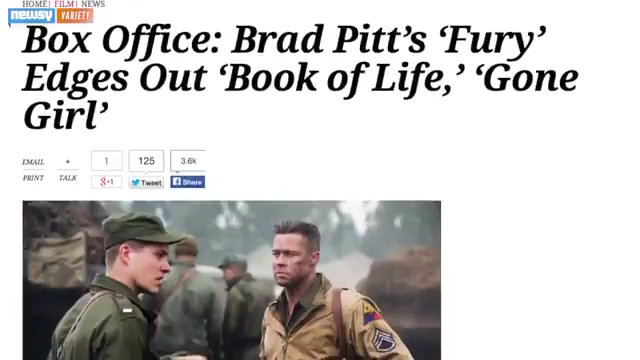 HOME| FILM| NEWS
newsy VARIETY
Box Office: Brad Pitt's 'Fury'
Edges Out 'Book of Life,' 'Gone
Girl'
EMAIL + 1 125 3.6k
PRINT TALK g+1 Tweet Share